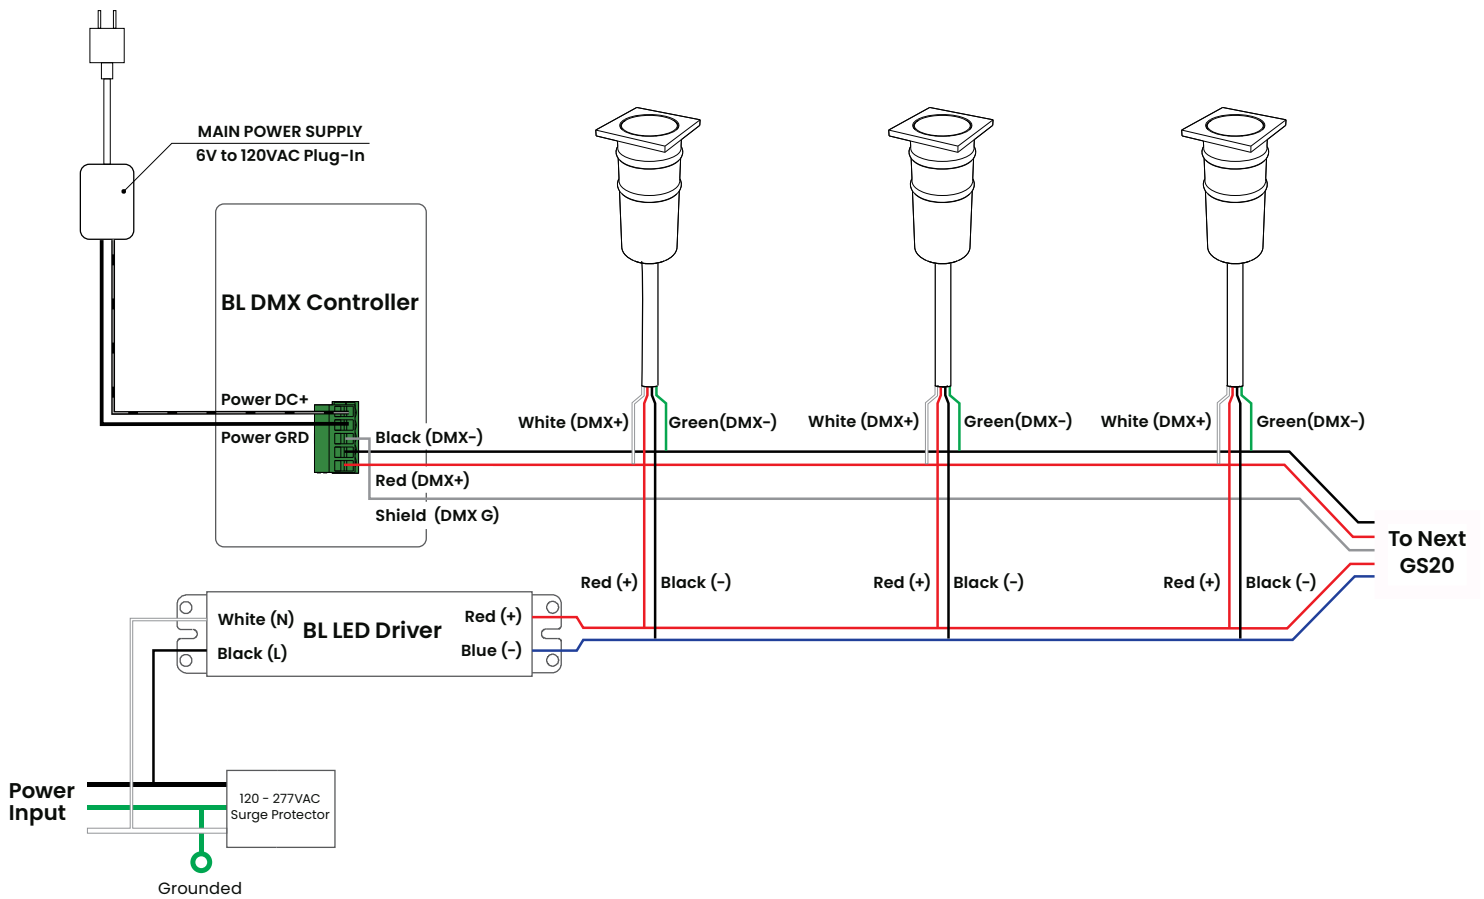 MAIN POWER SUPPLY
6V to 120VAC Plug-In
BL DMX Controller
Power DC+
Power GRD
Black (DMX-)
Red (DMX+)
Shield (DMX G)
White (DMX+)
Green(DMX-)
White (DMX+)
Green(DMX-)
White (DMX+)
Green(DMX-)
To Next
GS20
Red (+)
Black (-)
Red (+)
Black (-)
Red (+)
Black (-)
White (N)
BL LED Driver
Black (L)
Red (+)
Blue (-)
Power
Input
120 - 277VAC
Surge Protector
Grounded